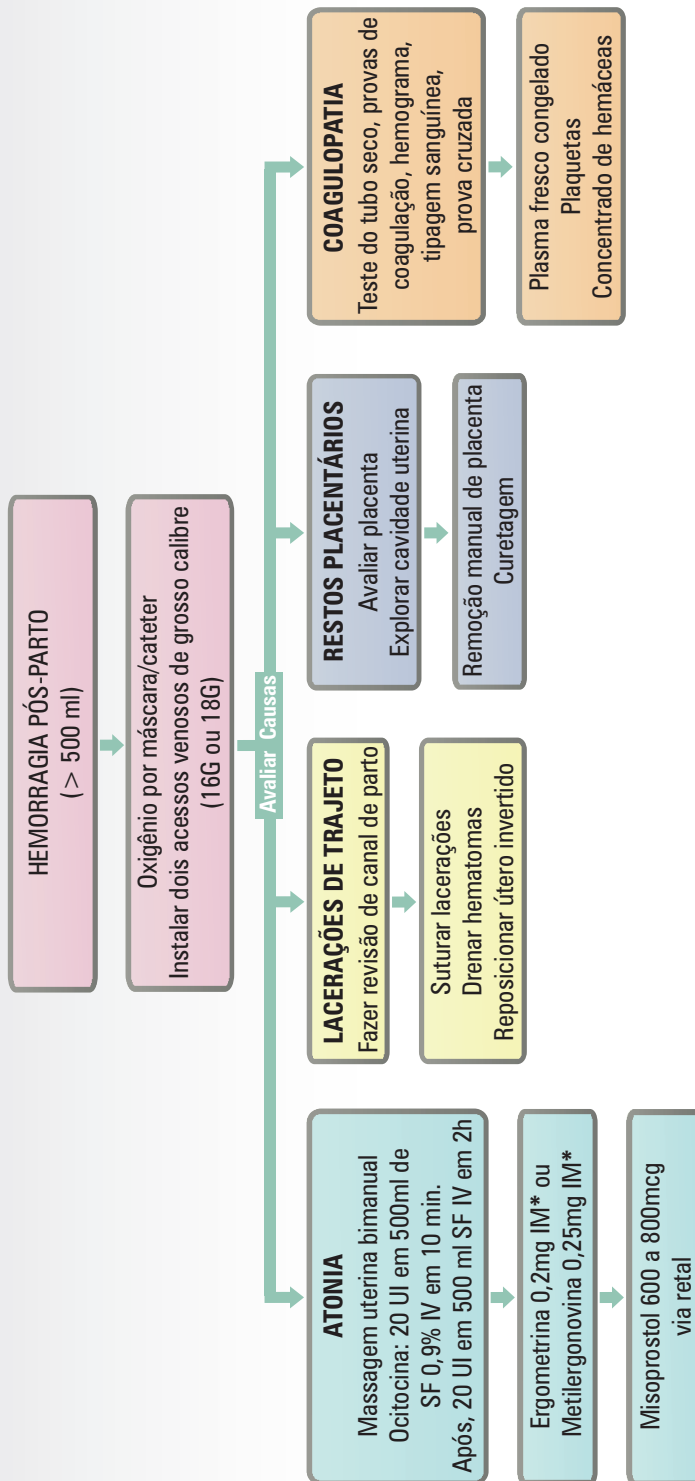 HEMORRAGIA PÓS-PARTO
(> 500 ml)
Oxigênio por máscara/cateter
Instalar dois acessos venosos de grosso calibre
(16G ou 18G)
Avaliar Causas
ATONIA
Massagem uterina bimanual
Ocitocina: 20 UI em 500ml de
SF 0,9% IV em 10 min.
Após, 20 UI em 500 ml SF IV em 2h
Ergometrina 0,2mg IM* ou
Metilergonovina 0,25mg IM*
Misoprostol 600 a 800mcg
via retal
LACERAÇÕES DE TRAJETO
Fazer revisão de canal de parto
Suturar lacerações
Drenar hematomas
Reposicionar útero invertido
RESTOS PLACENTÁRIOS
Avaliar placenta
Explorar cavidade uterina
Remoção manual de placenta
Curetagem
COAGULOPATIA
Teste do tubo seco, provas de
coagulação, hemograma,
tipagem sanguínea,
prova cruzada
Plasma fresco congelado
Plaquetas
Concentrado de hemáceas